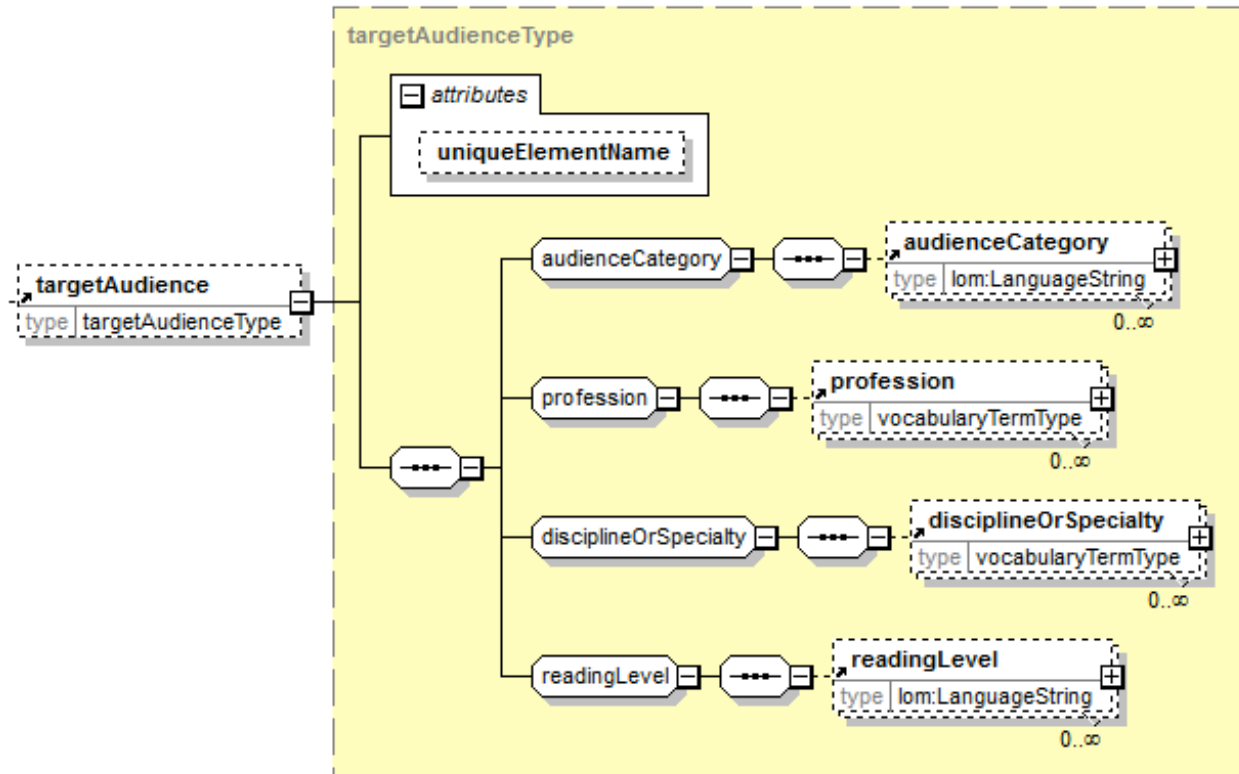 targetAudienceType
attributes
uniqueElementName
targetAudience
type targetAudienceType
audienceCategory
audienceCategory
type lom:LanguageString
0..∞
profession
profession
type vocabularyTermType
0..∞
disciplineOrSpecialty
disciplineOrSpecialty
type vocabularyTermType
0..∞
readingLevel
readingLevel
type lom:LanguageString
0..∞